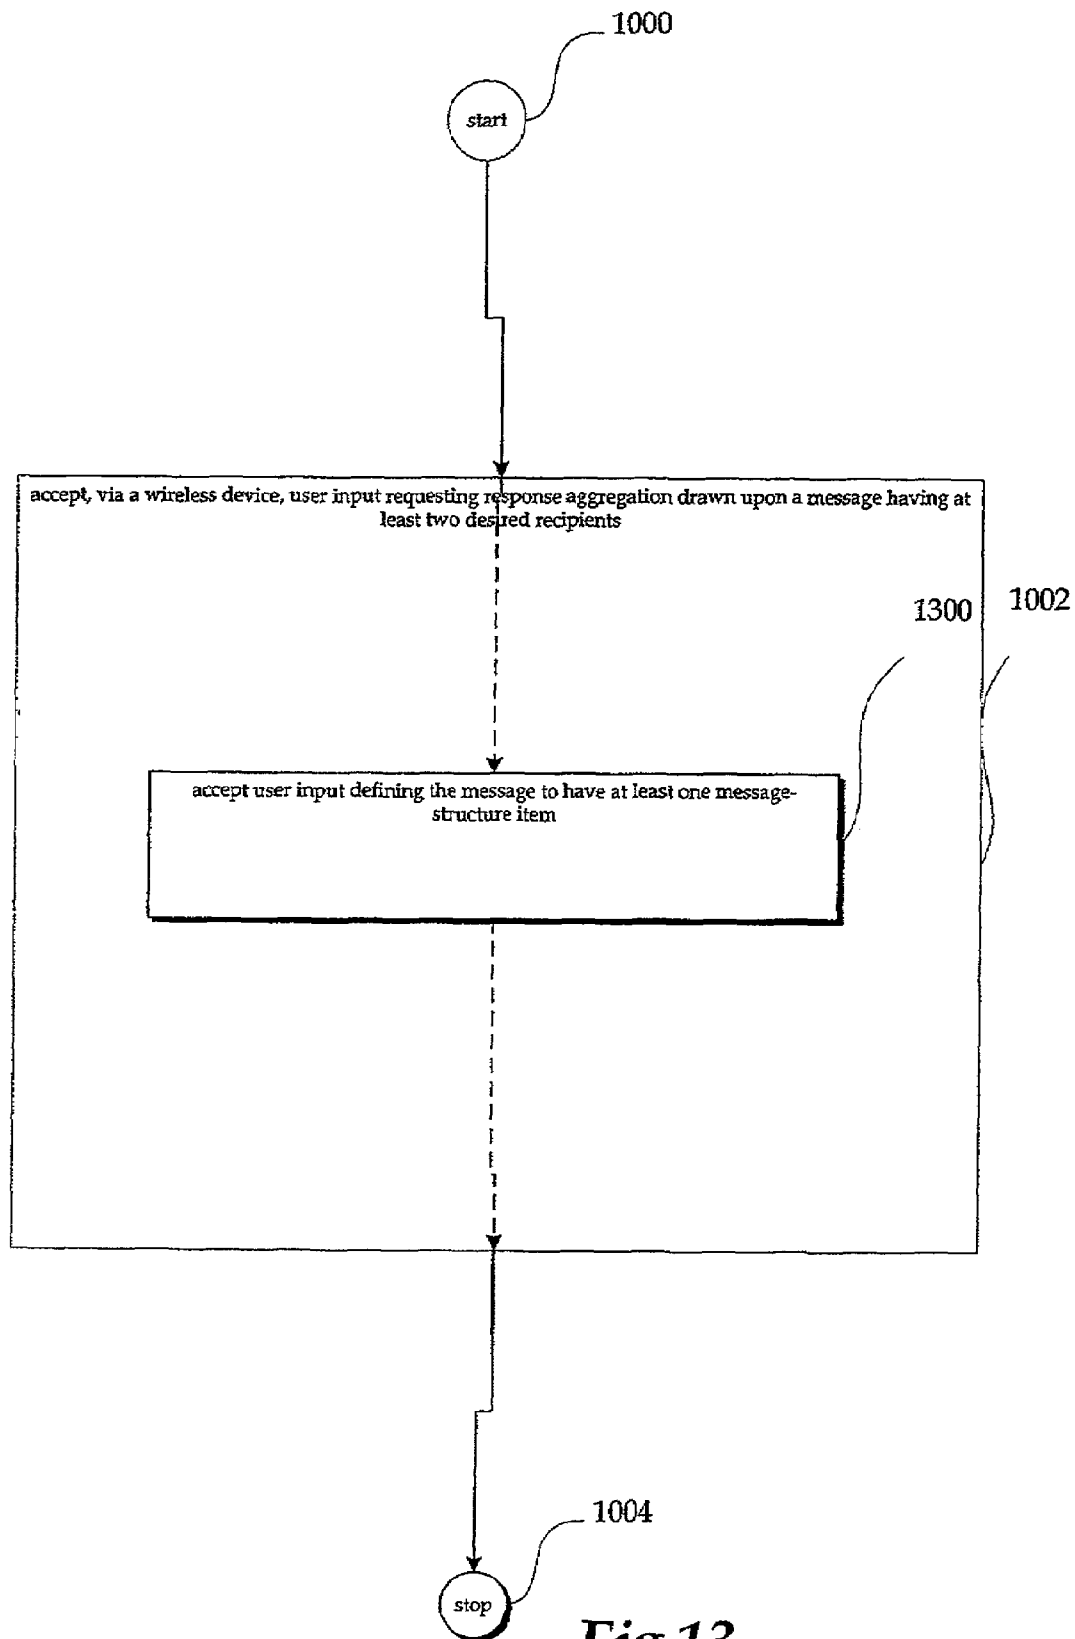 1000
start
accept, via a wireless device, user input requesting response aggregation drawn upon a message having at
least two desired recipients
1300
1002
accept user input defining the message to have at least one message-
structure item
1004
stop
Fig 13